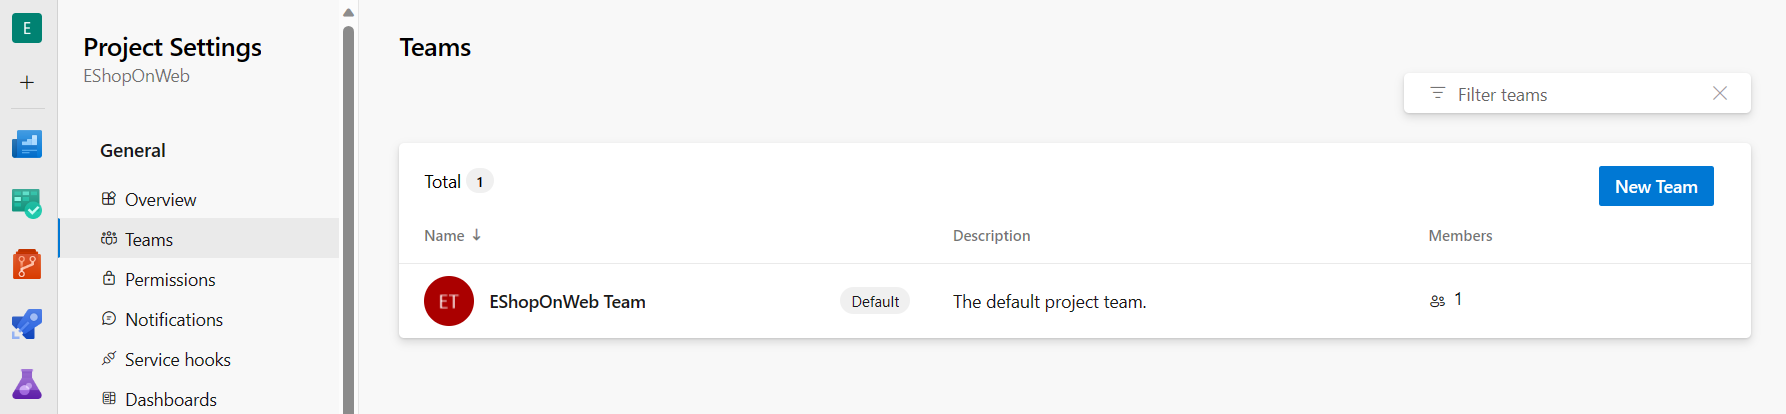 E
Project Settings
EShopOnWeb
General
Overview
Teams
Permissions
Notifications
Service hooks
Dashboards
Teams
Filter teams
Total 1
New Team
Name ↓ Description Members
ET EShopOnWeb Team Default The default project team. 1